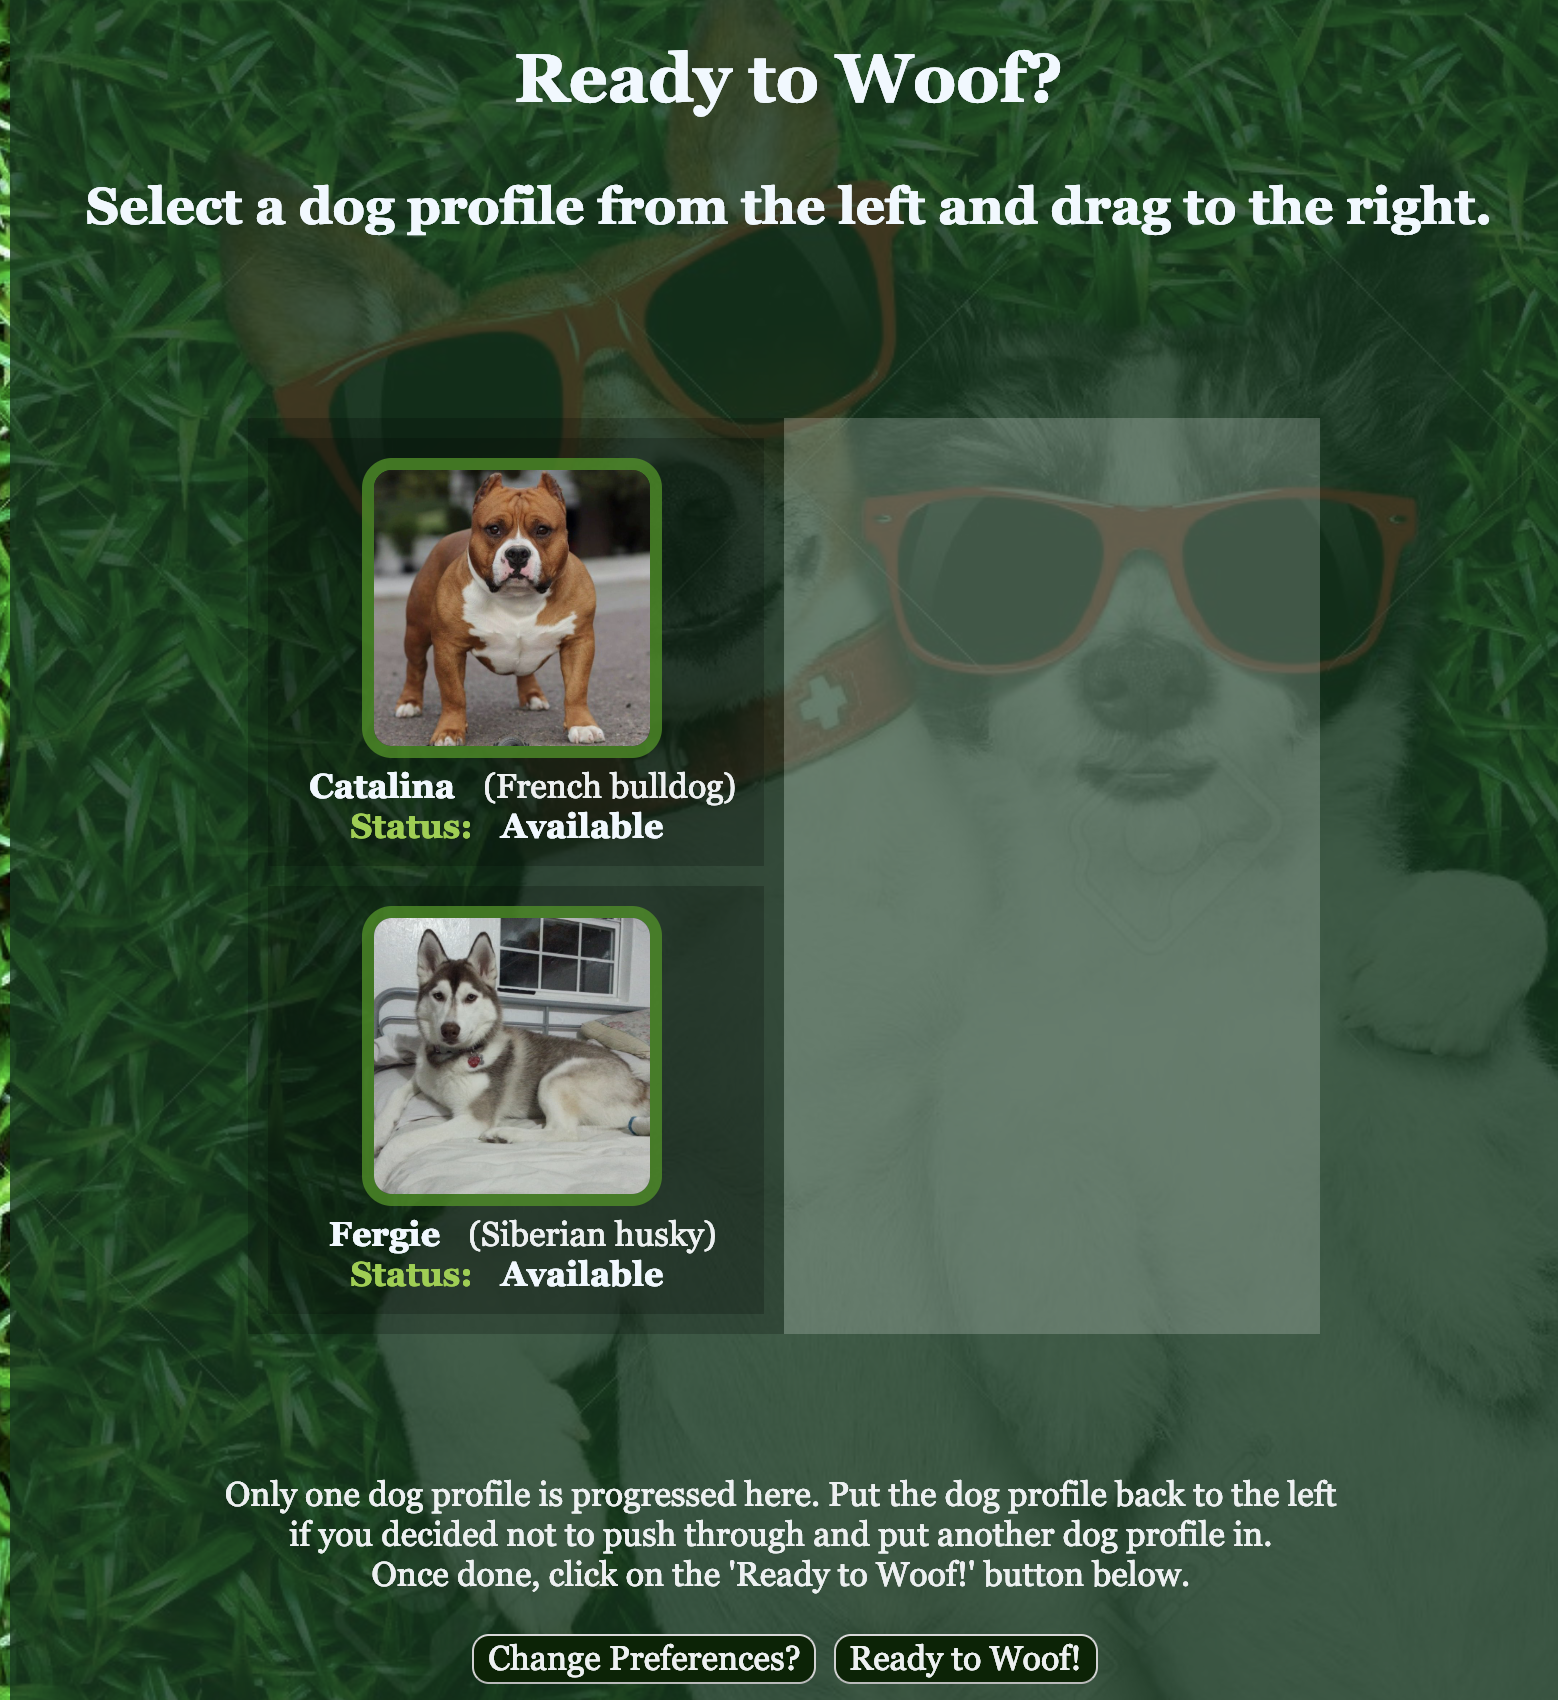 Ready to Woof?
Select a dog profile from the left and drag to the right.
Catalina (French bulldog)
Status: Available
Fergie (Siberian husky)
Status: Available
Only one dog profile is progressed here. Put the dog profile back to the left
if you decided not to push through and put another dog profile in.
Once done, click on the 'Ready to Woof!' button below.
Change Preferences? Ready to Woof!